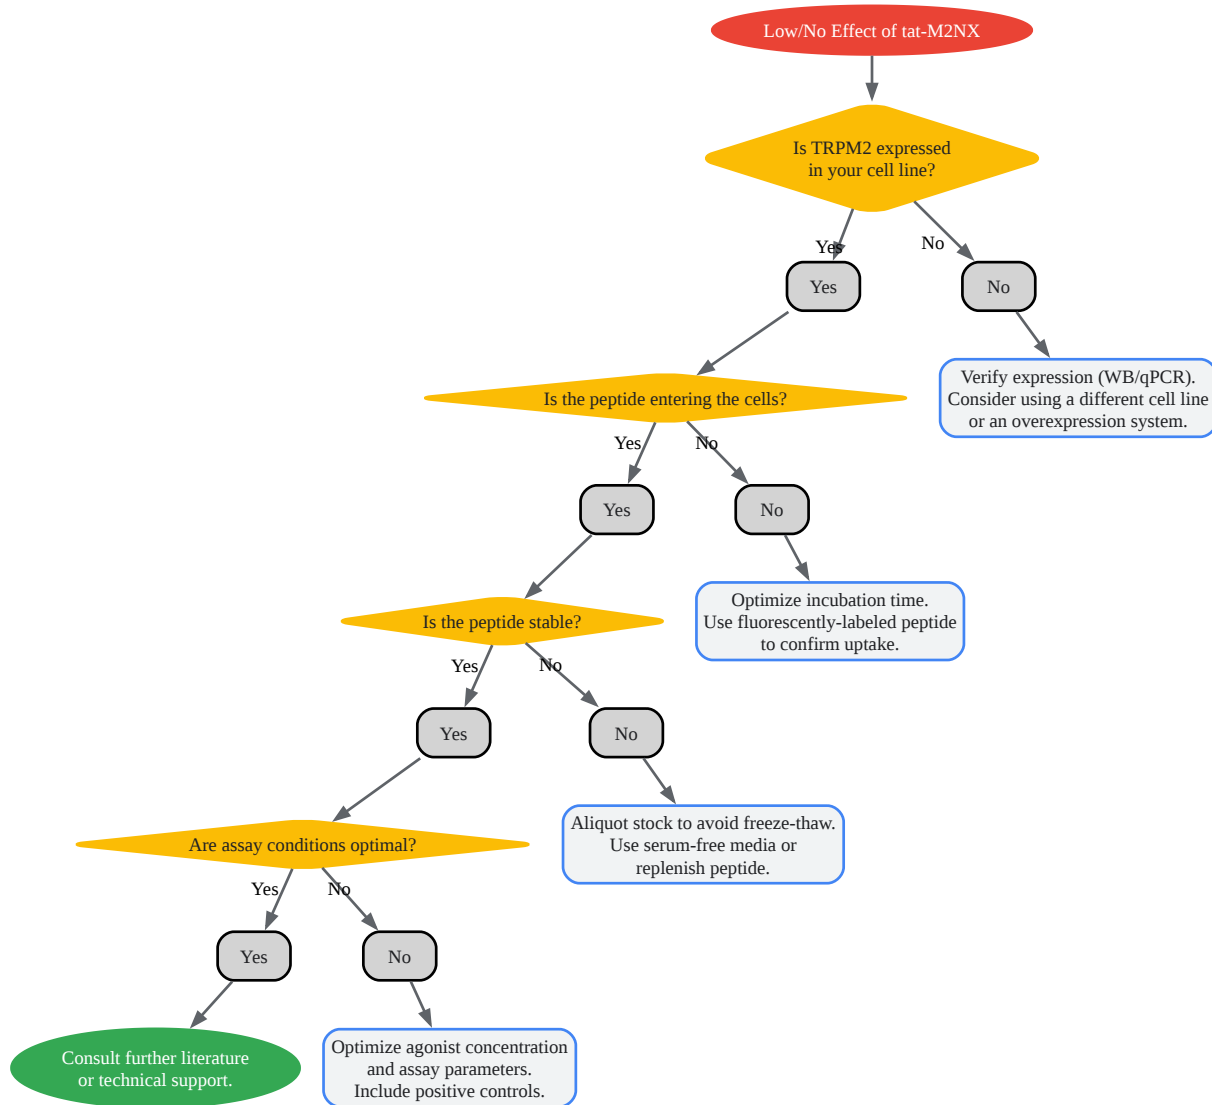 Low/No Effect of tat-M2NX
Is TRPM2 expressed
in your cell line?
Yes
No
Yes
No
Verify expression (WB/qPCR).
Consider using a different cell line
or an overexpression system.
Is the peptide entering the cells?
Yes
No
Yes
No
Optimize incubation time.
Use fluorescently-labeled peptide
to confirm uptake.
Is the peptide stable?
Yes
No
Yes
No
Aliquot stock to avoid freeze-thaw.
Use serum-free media or
replenish peptide.
Are assay conditions optimal?
Yes
No
Yes
No
Consult further literature
or technical support.
Optimize agonist concentration
and assay parameters.
Include positive controls.